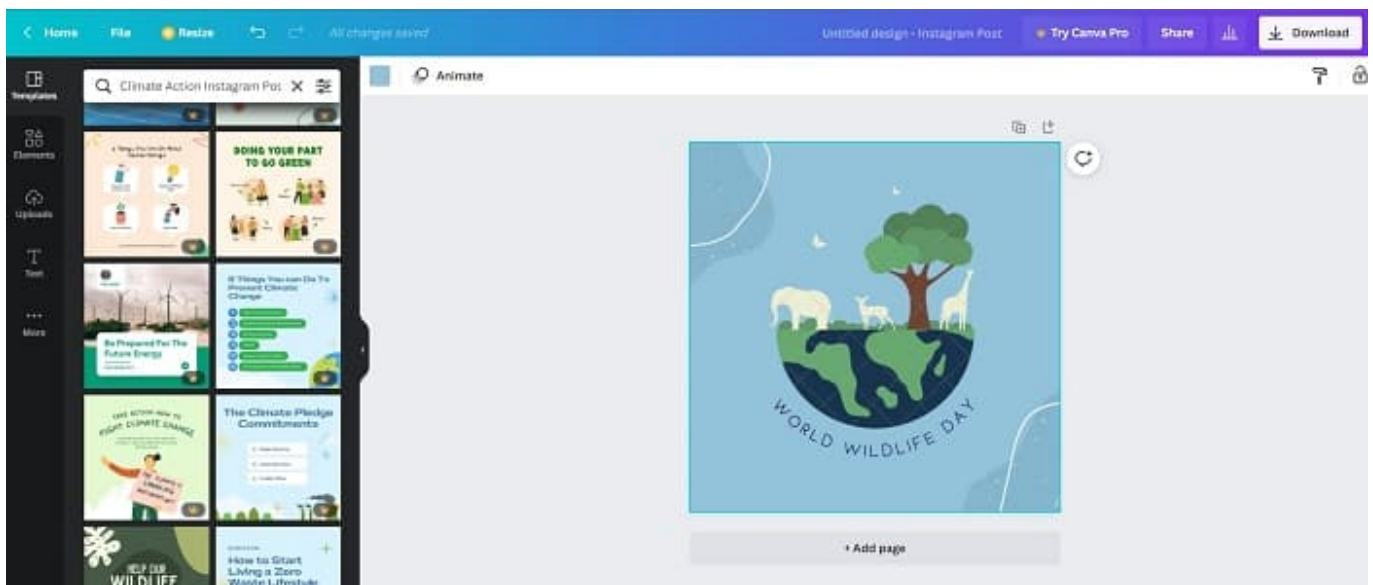 Home File Resize All changes saved Untitled design - Instagram Post Try Canva Pro Share Download
Templates
Elements
Uploads
Text
More
Climate Action Instagram Pos
DOING YOUR PART
TO GO GREEN
Be Prepared For The
Future Energy
8 Things You can Do To
Prevent Climate
Change
TAKE ACTION NOW TO
FIGHT CLIMATE CHANGE
The Climate Pledge
Commitments
HELP OUR
WILDLIFE
How to Start
Living a Zero
Waste Lifestyle
Animate
WORLD WILDLIFE DAY
+ Add page